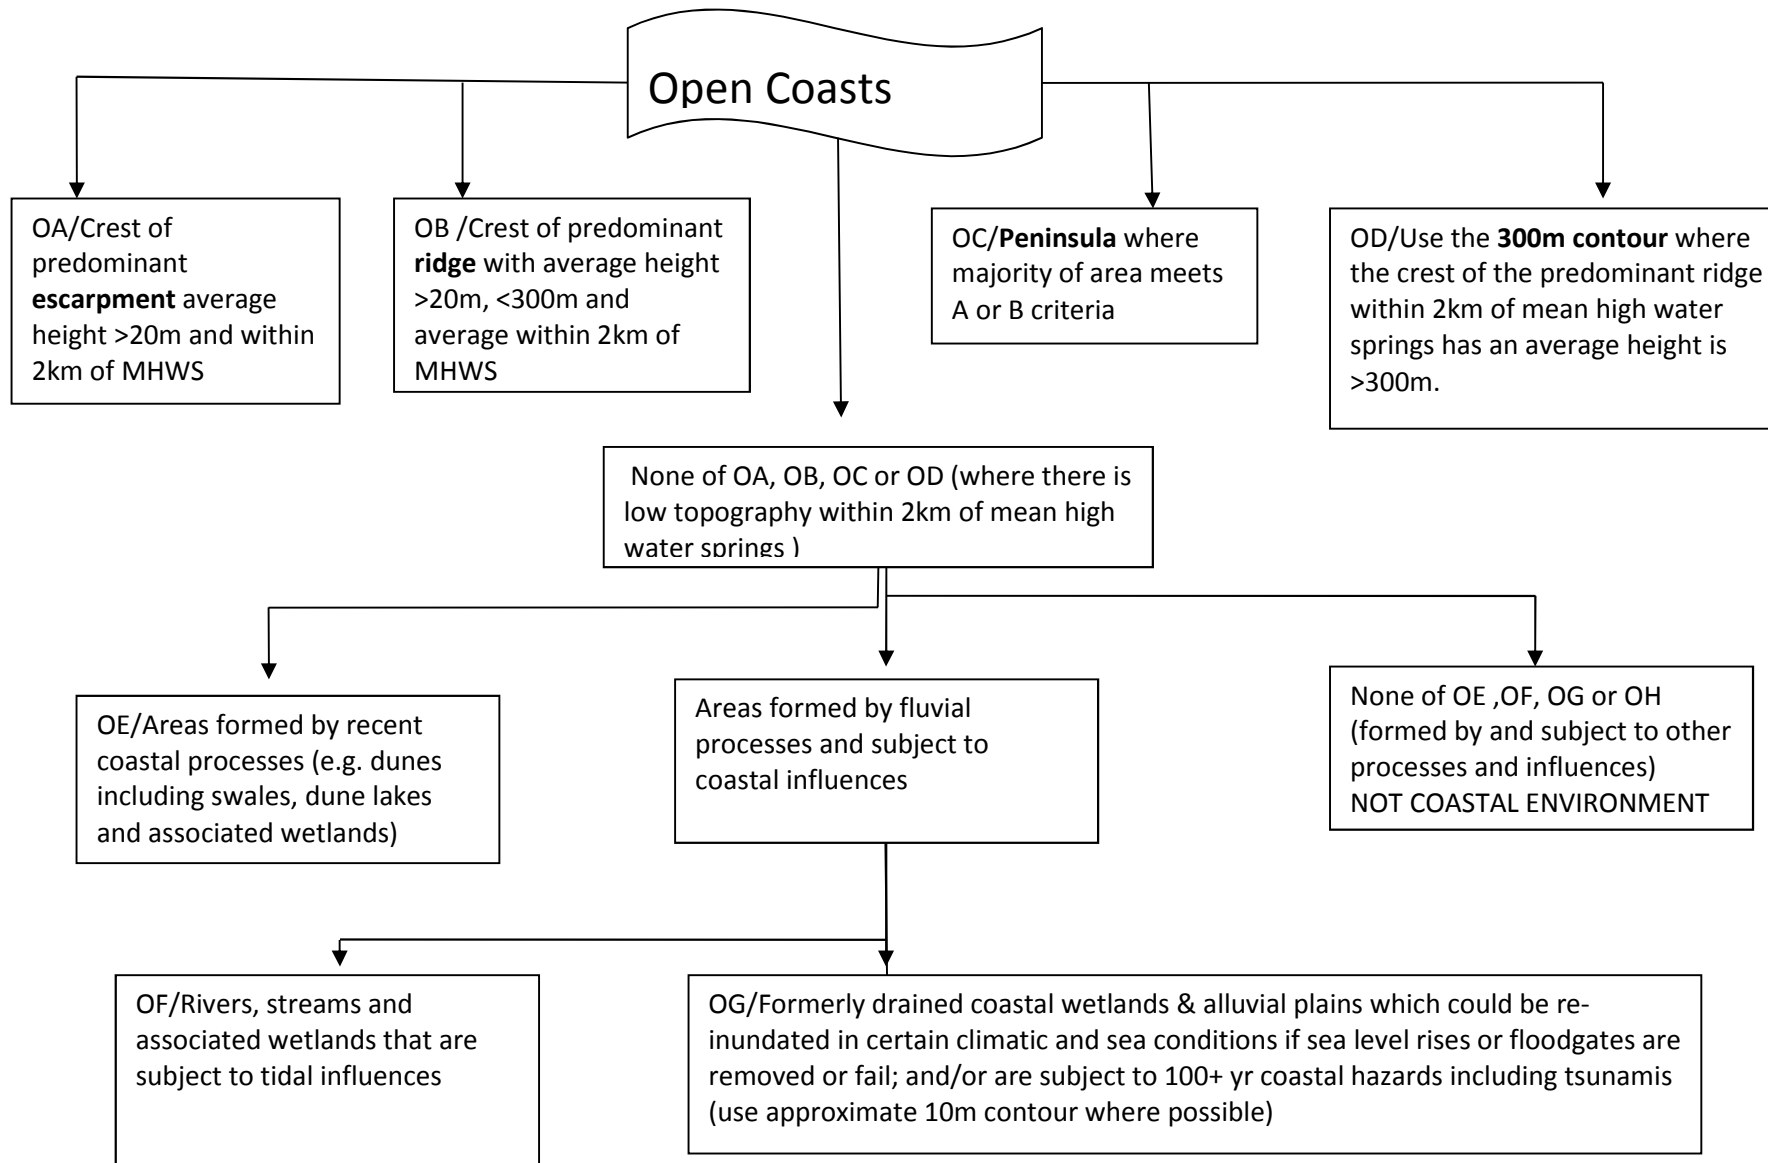 Open Coasts
OA/Crest of
predominant
escarpment average
height >20m and within
2km of MHWS
OB /Crest of predominant
ridge with average height
>20m, <300m and
average within 2km of
MHWS
OC/Peninsula where
majority of area meets
A or B criteria
OD/Use the 300m contour where
the crest of the predominant ridge
within 2km of mean high water
springs has an average height is
>300m.
None of OA, OB, OC or OD (where there is
low topography within 2km of mean high
water springs )
OE/Areas formed by recent
coastal processes (e.g. dunes
including swales, dune lakes
and associated wetlands)
Areas formed by fluvial
processes and subject to
coastal influences
None of OE ,OF, OG or OH
(formed by and subject to other
processes and influences)
NOT COASTAL ENVIRONMENT
OF/Rivers, streams and
associated wetlands that are
subject to tidal influences
OG/Formerly drained coastal wetlands & alluvial plains which could be re-
inundated in certain climatic and sea conditions if sea level rises or floodgates are
removed or fail; and/or are subject to 100+ yr coastal hazards including tsunamis
(use approximate 10m contour where possible)